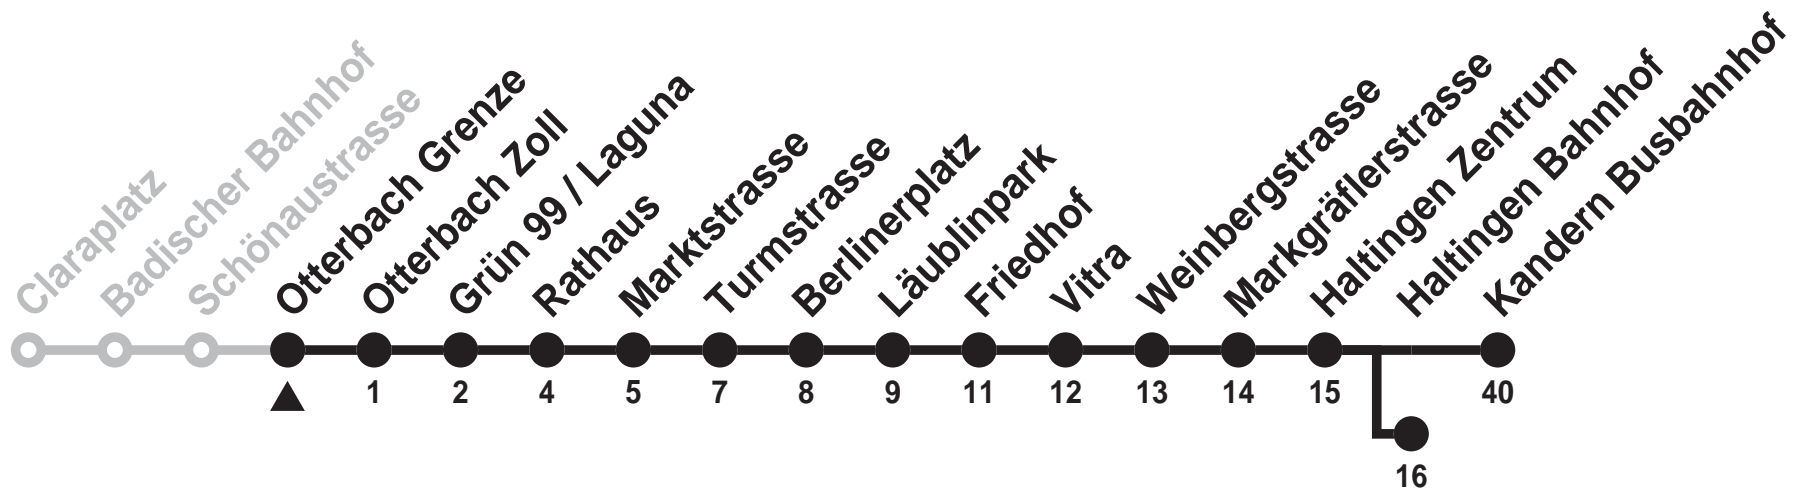 Claraplatz
Badischer Bahnhof
Schönaustrasse
Otterbach Grenze
Otterbach Zoll
Grün 99 / Laguna
Rathaus
Marktstrasse
Turmstrasse
Berlinerplatz
Läublinpark
Friedhof
Vitra
Weinbergstrasse
Markgräflerstrasse
Haltingen Zentrum
Haltingen Bahnhof
Kandern Busbahnhof
1 2 4 5 7 8 9 11 12 13 14 15 40
16